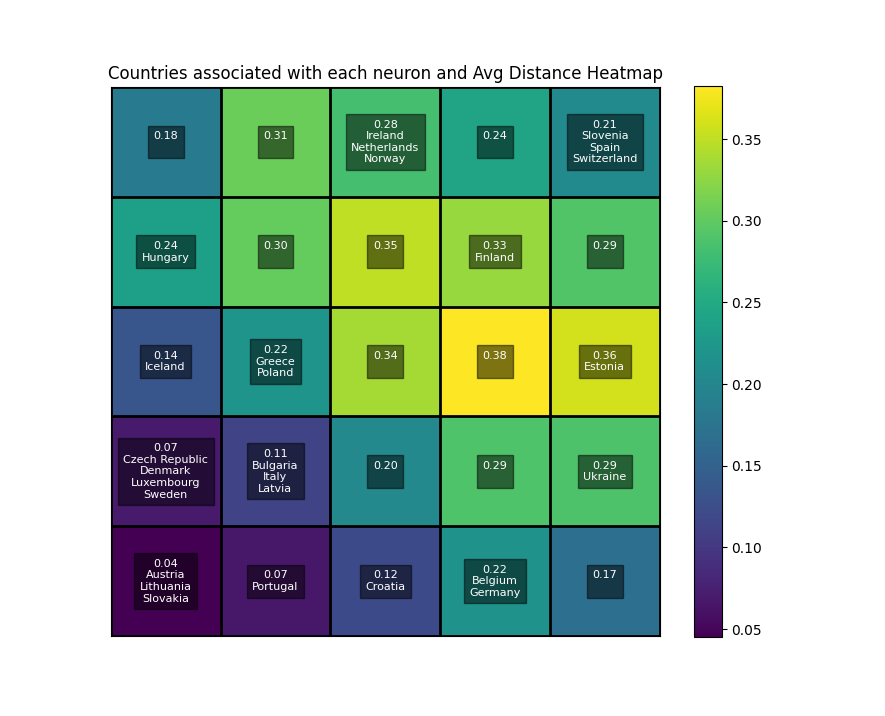 Countries associated with each neuron and Avg Distance Heatmap
0.18
0.31
0.28
Ireland
Netherlands
Norway
0.24
0.21
Slovenia
Spain
Switzerland
0.24
Hungary
0.30
0.35
0.33
Finland
0.29
0.14
Iceland
0.22
Greece
Poland
0.34
0.38
0.36
Estonia
0.07
Czech Republic
Denmark
Luxembourg
Sweden
0.11
Bulgaria
Italy
Latvia
0.20
0.29
0.29
Ukraine
0.04
Austria
Lithuania
Slovakia
0.07
Portugal
0.12
Croatia
0.22
Belgium
Germany
0.17
0.35
0.30
0.25
0.20
0.15
0.10
0.05